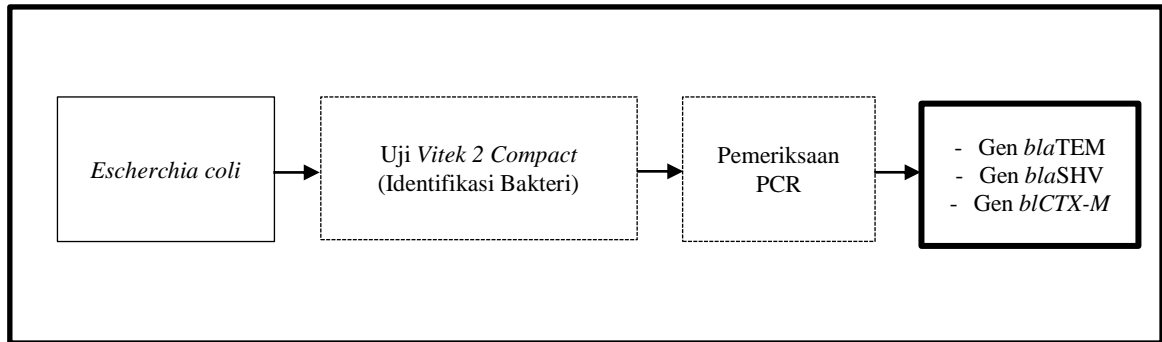 Escherchia coli
Uji Vitek 2 Compact
(Identifikasi Bakteri)
Pemeriksaan
PCR
- Gen blaTEM
- Gen blaSHV
- Gen blCTX-M